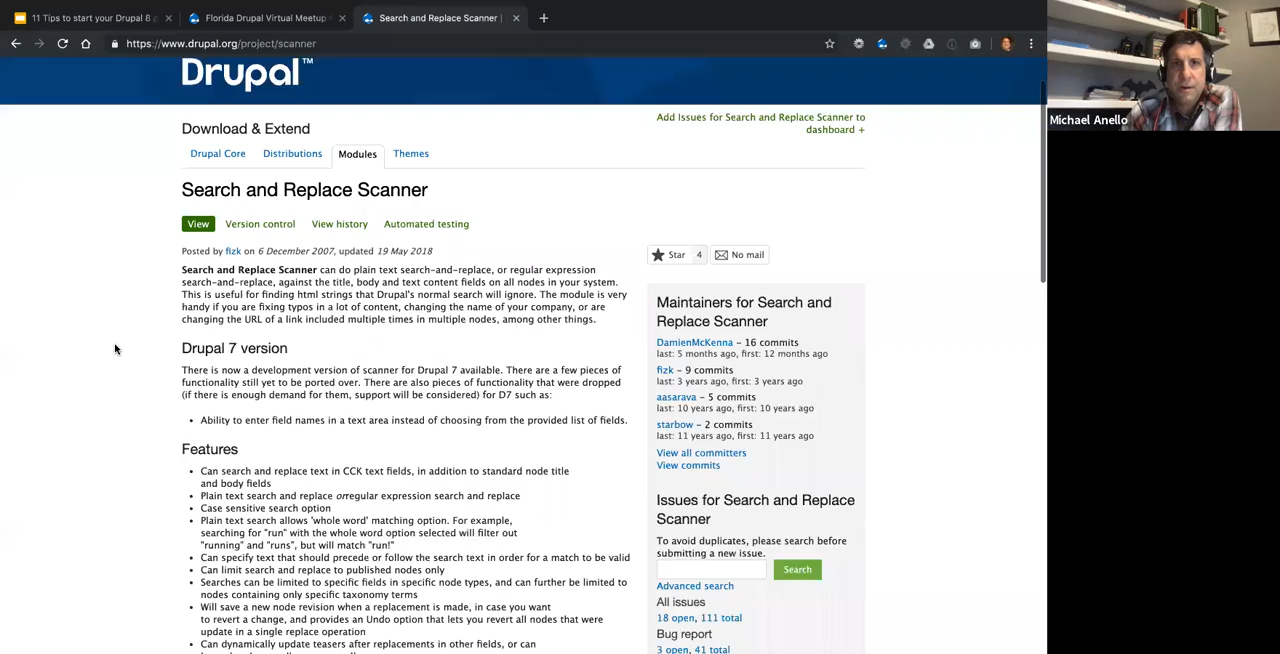 11 Tips to start your Drupal 8 p
Florida Drupal Virtual Meetup
Search and Replace Scanner |
https://www.drupal.org/project/scanner
Drupal™
Download & Extend
Add Issues for Search and Replace Scanner to
dashboard +
Drupal Core
Distributions
Modules
Themes
Search and Replace Scanner
View
Version control
View history
Automated testing
Posted by fizk on 6 December 2007, updated 19 May 2018
Star 4
No mail
Search and Replace Scanner can do plain text search-and-replace, or regular expression
search-and-replace, against the title, body and text content fields on all nodes in your system.
This is useful for finding html strings that Drupal's normal search will ignore. The module is very
handy if you are fixing typos in a lot of content, changing the name of your company, or are
changing the URL of a link included multiple times in multiple nodes, among other things.
Drupal 7 version
There is now a development version of scanner for Drupal 7 available. There are a few pieces of
functionality still yet to be ported over. There are also pieces of functionality that were dropped
(if there is enough demand for them, support will be considered) for D7 such as:
• Ability to enter field names in a text area instead of choosing from the provided list of fields.
Features
• Can search and replace text in CCK text fields, in addition to standard node title
and body fields
• Plain text search and replace orregular expression search and replace
• Case sensitive search option
• Plain text search allows 'whole word' matching option. For example,
searching for "run" with the whole word option selected will filter out
"running" and "runs", but will match "run!"
• Can specify text that should precede or follow the search text in order for a match to be valid
• Can limit search and replace to published nodes only
• Searches can be limited to specific fields in specific node types, and can further be limited to
nodes containing only specific taxonomy terms
• Will save a new node revision when a replacement is made, in case you want
to revert a change, and provides an Undo option that lets you revert all nodes that were
update in a single replace operation
• Can dynamically update teasers after replacements in other fields, or can
Maintainers for Search and
Replace Scanner
DamienMcKenna – 16 commits
last: 5 months ago, first: 12 months ago
fizk – 9 commits
last: 3 years ago, first: 3 years ago
aasarava – 5 commits
last: 10 years ago, first: 10 years ago
starbow – 2 commits
last: 11 years ago, first: 11 years ago
View all committers
View commits
Issues for Search and Replace
Scanner
To avoid duplicates, please search before
submitting a new issue.
Search
Advanced search
All issues
18 open, 111 total
Bug report
3 open, 41 total
Michael Anello